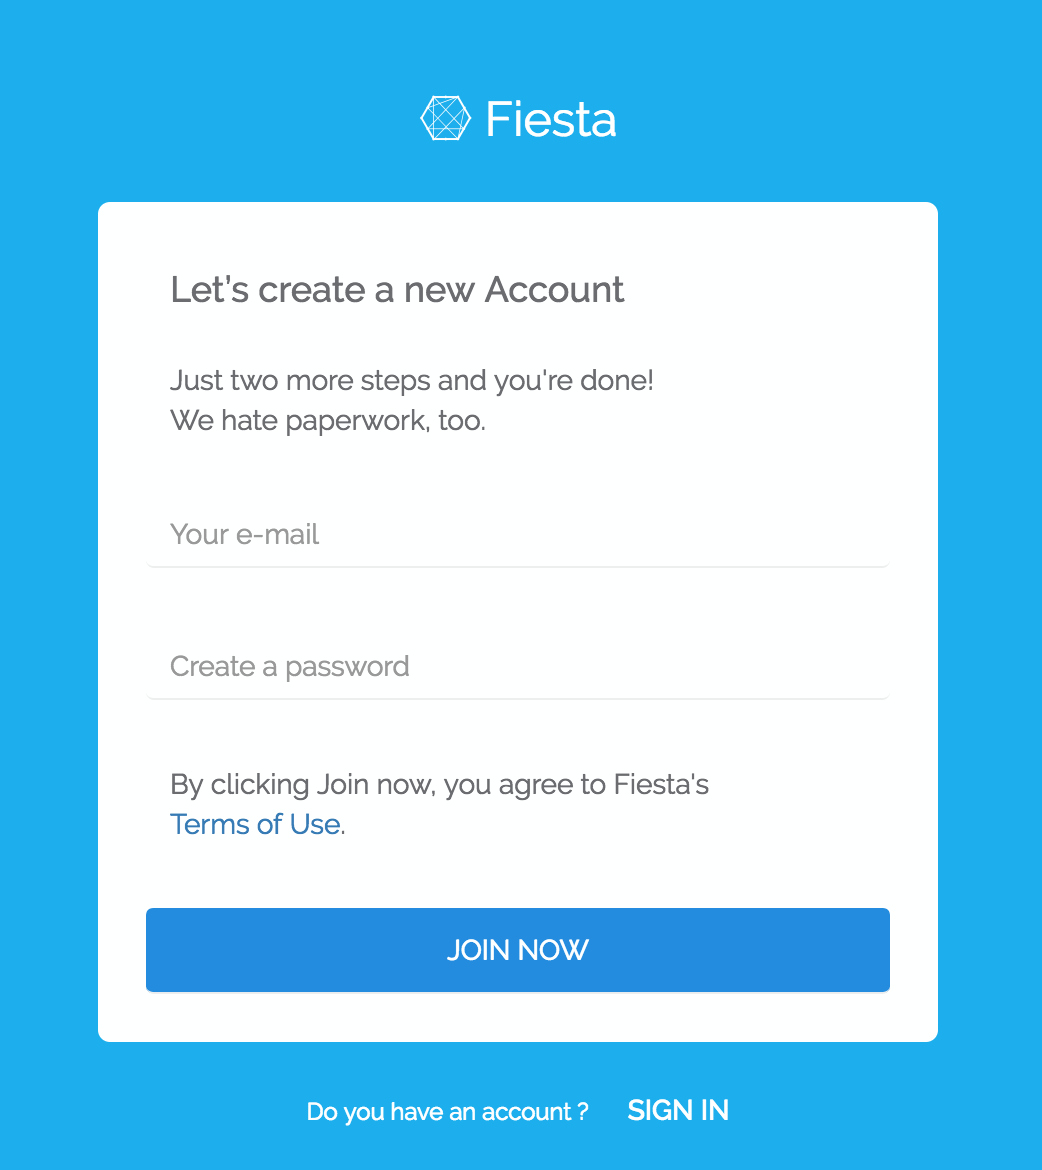 Fiesta
Let’s create a new Account
Just two more steps and you're done!
We hate paperwork, too.
Your e-mail
Create a password
By clicking Join now, you agree to Fiesta's
Terms of Use.
JOIN NOW
Do you have an account ? SIGN IN